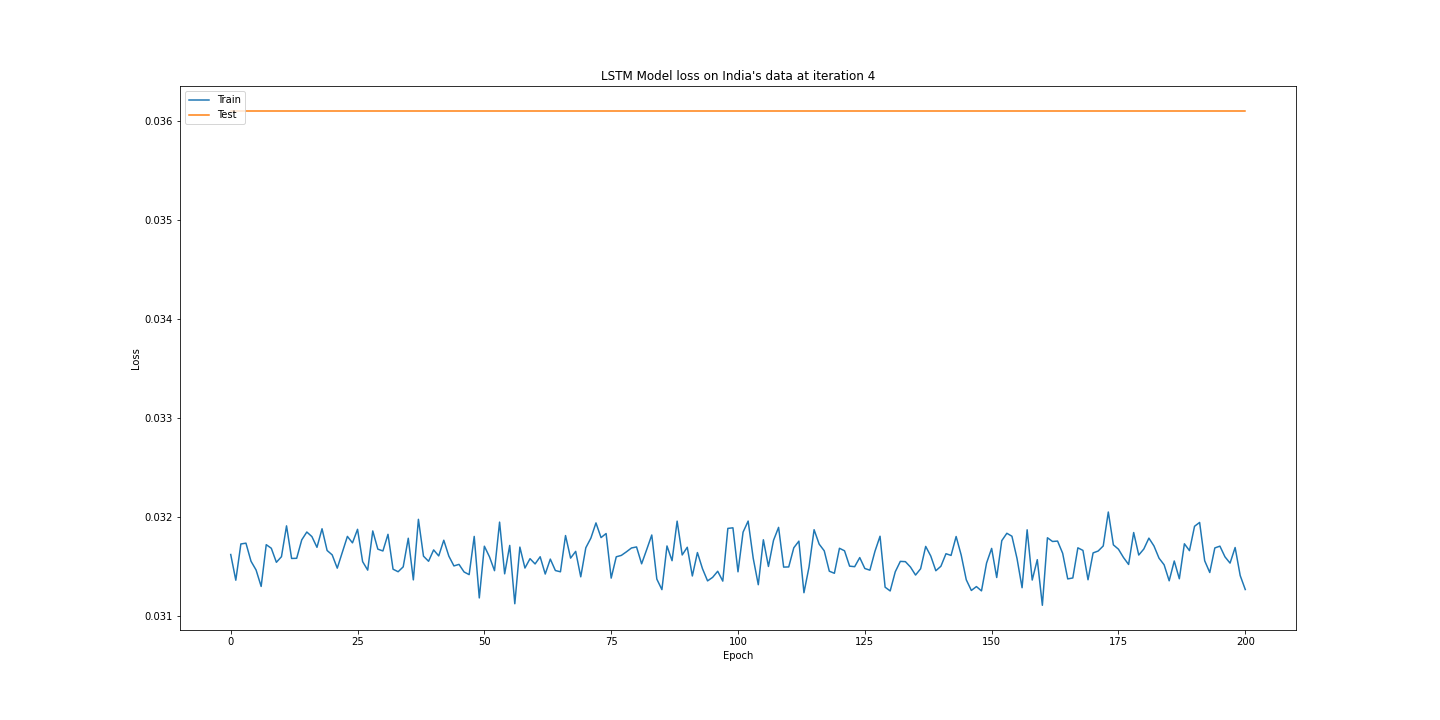 LSTM Model loss on India's data at iteration 4
Train
Test
0.036
0.035
0.034
0.033
0.032
0.031
Loss
0 25 50 75 100 125 150 175 200
Epoch